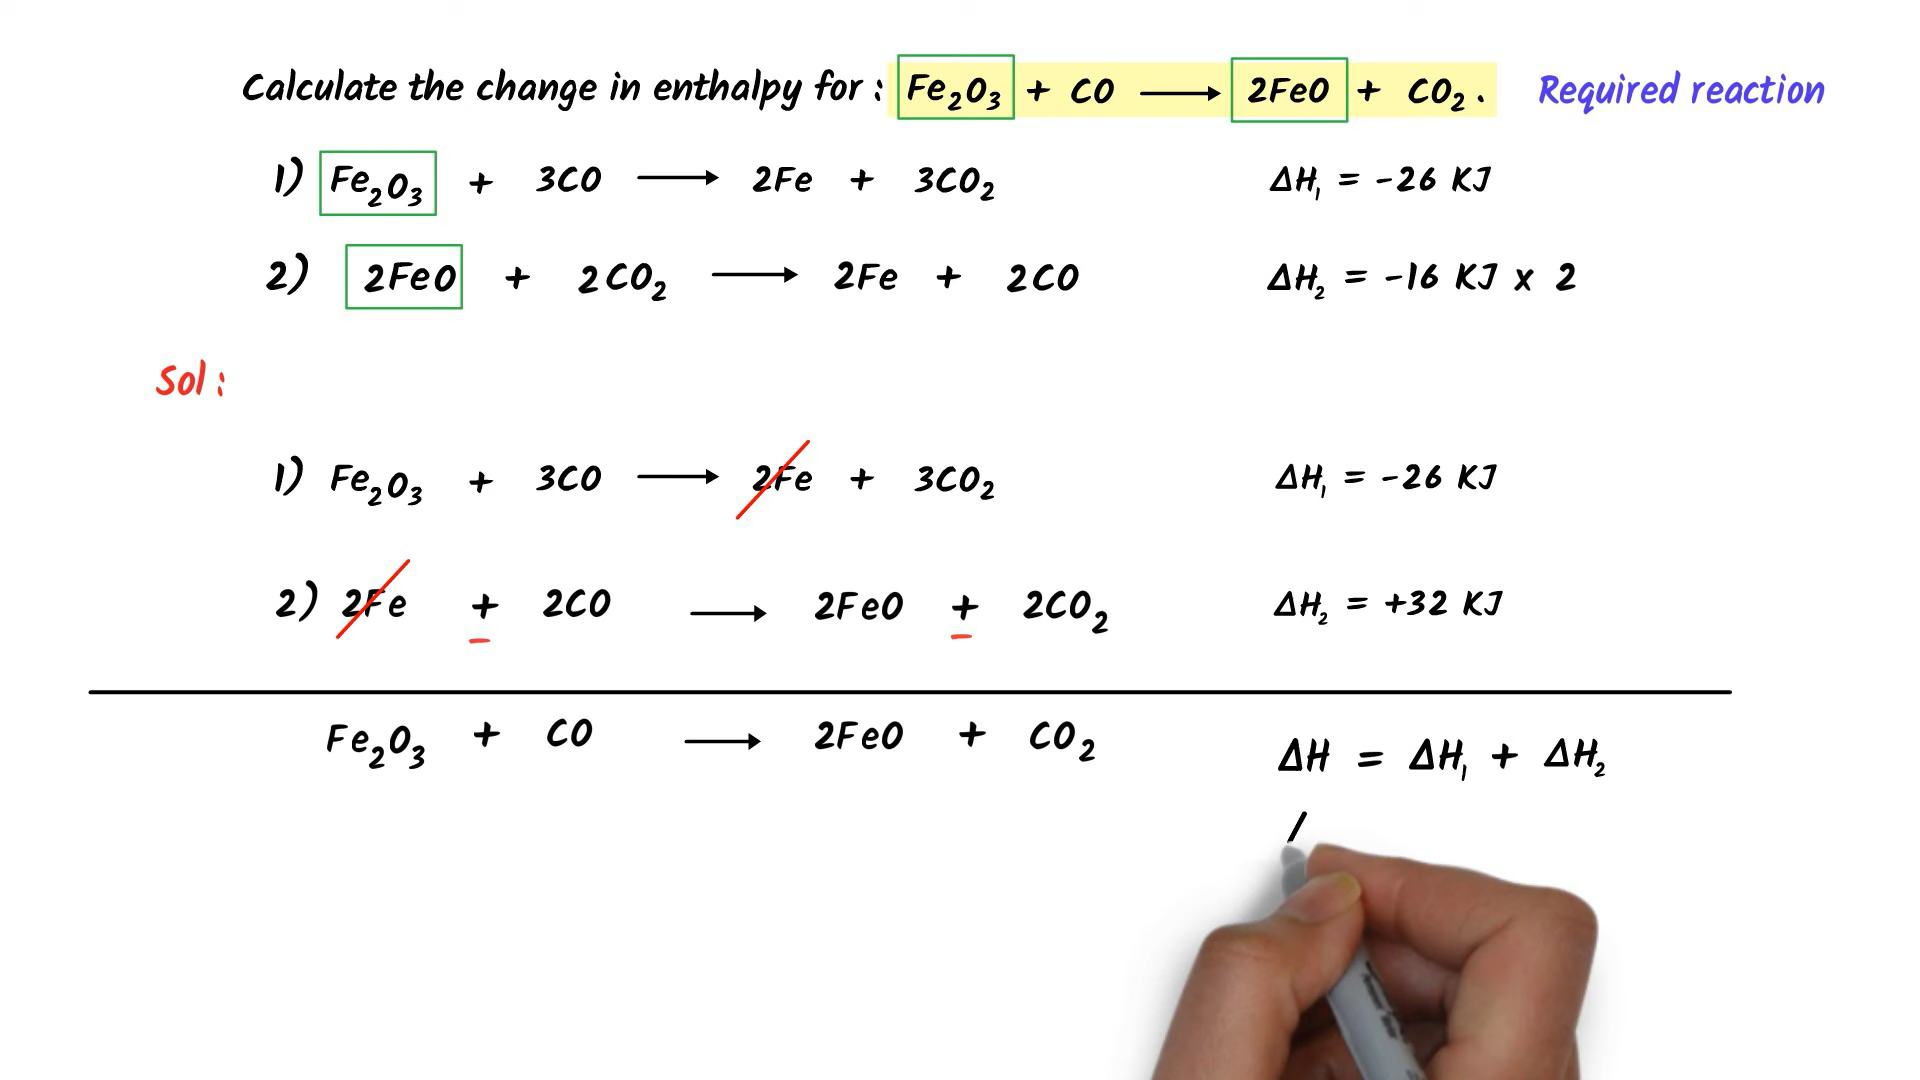 Calculate the change in enthalpy for : Fe₂O₃ + CO ⟶ 2FeO + CO₂ . Required reaction
1) Fe₂O₃ + 3CO ⟶ 2Fe + 3CO₂ ΔH₁ = -26 KJ
2) 2FeO + 2CO₂ ⟶ 2Fe + 2CO ΔH₂ = -16 KJ x 2
Sol :
1) Fe₂O₃ + 3CO ⟶ 2Fe + 3CO₂ ΔH₁ = -26 KJ
2) 2Fe + 2CO ⟶ 2FeO + 2CO₂ ΔH₂ = +32 KJ
Fe₂O₃ + CO ⟶ 2FeO + CO₂ ΔH = ΔH₁ + ΔH₂